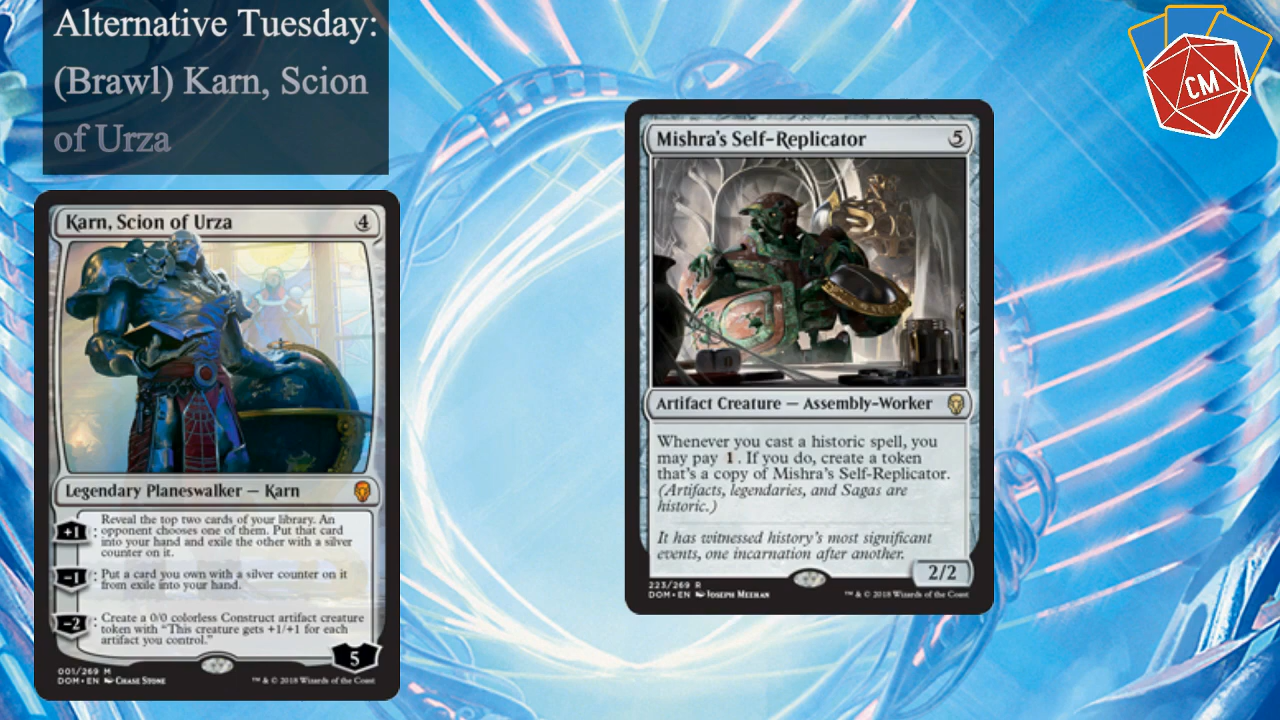 Alternative Tuesday:
(Brawl) Karn, Scion
of Urza
CM
Karn, Scion of Urza 4
Legendary Planeswalker – Karn
+1 : Reveal the top two cards of your library. An
opponent chooses one of them. Put that card
into your hand and exile the other with a silver
counter on it.
-1 : Put a card you own with a silver counter on it
from exile into your hand.
-2 : Create a 0/0 colorless Construct artifact creature
token with "This creature gets +1/+1 for each
artifact you control."
5
001/269 M
DOM • EN Chase Stone ™ & © 2018 Wizards of the Coast
Mishra's Self-Replicator 5
Artifact Creature — Assembly-Worker
Whenever you cast a historic spell, you
may pay 1. If you do, create a token
that's a copy of Mishra's Self-Replicator.
(Artifacts, legendaries, and Sagas are
historic.)
It has witnessed history's most significant
events, one incarnation after another.
2/2
223/269 R
DOM • EN Joseph Meehan ™ & © 2018 Wizards of the Coast